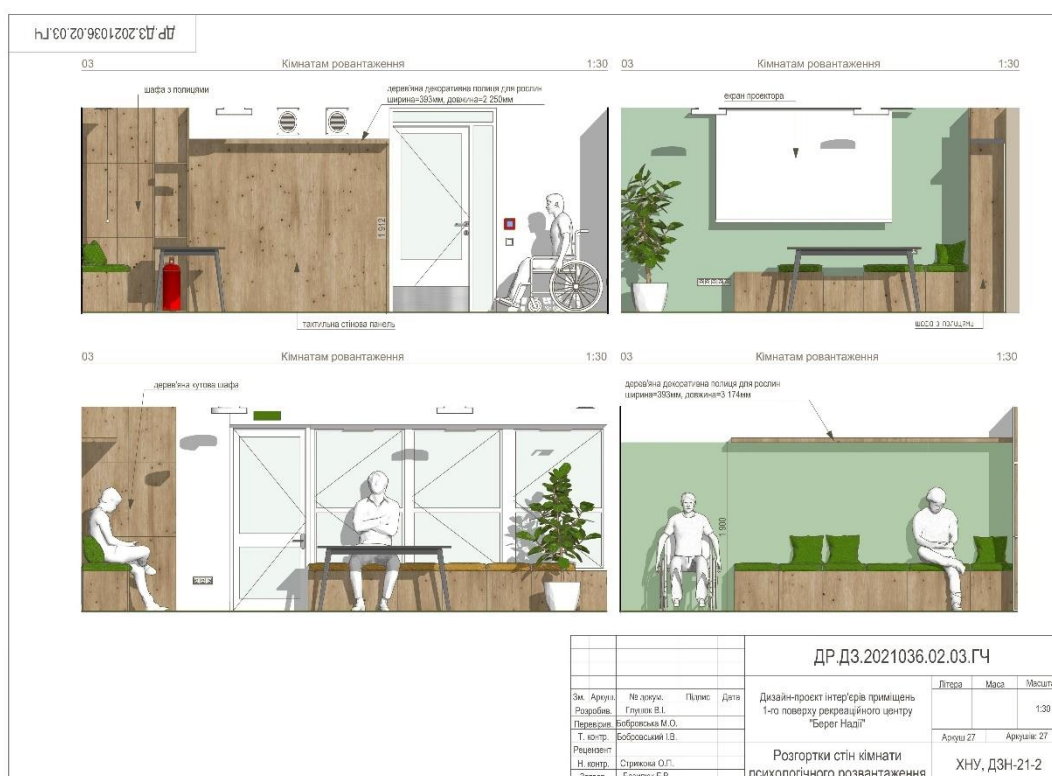 ДР.ДЗ.2021036.02.03.ГЧ
03 Кімнатам ровантаження 1:30
03 Кімнатам ровантаження 1:30
шафа з полицями
дерев'яна декоративна полиця для рослин
ширина=393мм, довжина=2 250мм
екран проектора
1 912
тактильна стінова панель
шафа з полицями
03 Кімнатам ровантаження 1:30
03 Кімнатам ровантаження 1:30
дерев'яна кутова шафа
дерев'яна декоративна полиця для рослин
ширина=393мм, довжина=3 174мм
1 900
ДР.ДЗ.2021036.02.03.ГЧ
Зм. Аркуш. № докум. Підпис Дата
Розробив. Глушок В.І.
Перевірив. Бобровська М.О.
Т. контр. Бобровський І.В.
Рецензент
Н. контр. Стрижова О.П.
Дизайн-проєкт інтер'єрів приміщень
1-го поверху рекреаційного центру
"Берег Надії"
Літера Маса Масшта
1:30
Аркуш 27 Аркушів: 27
Розгортки стін кімнати
психологічного розвантаження
ХНУ, ДЗН-21-2